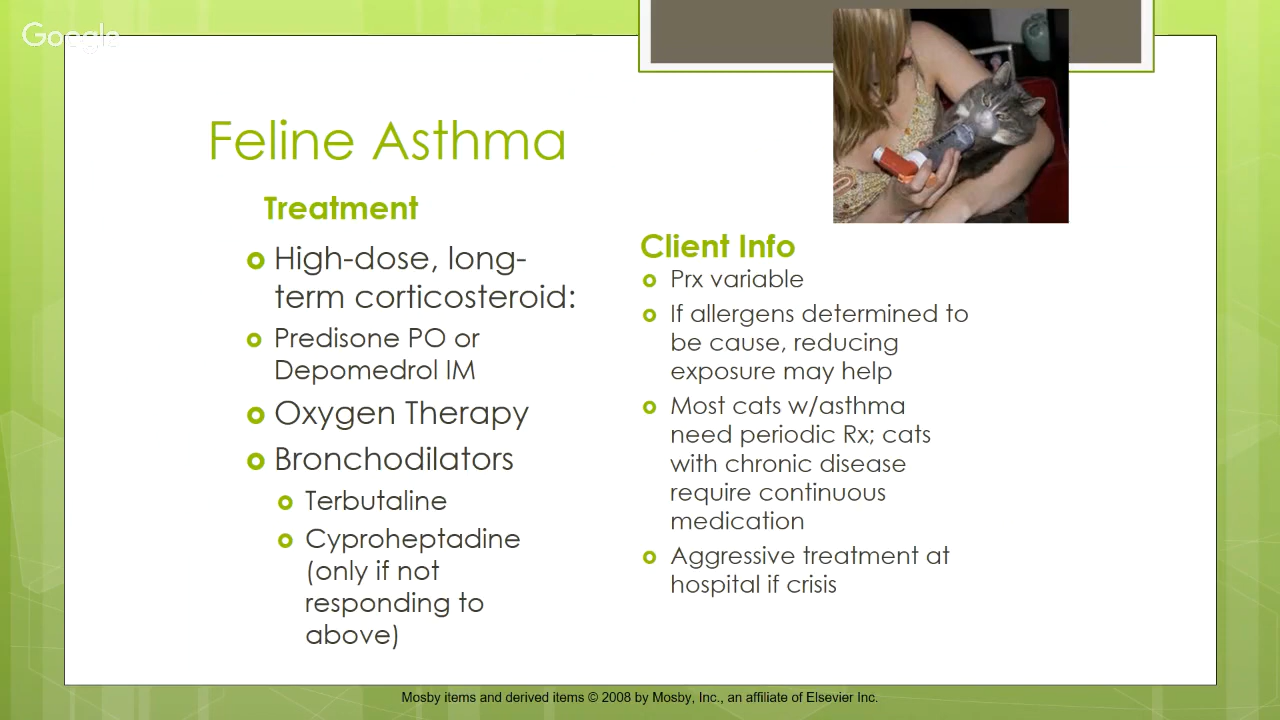 Google
Feline Asthma
Treatment
High-dose, long-
term corticosteroid:
Predisone PO or
Depomedrol IM
Oxygen Therapy
Bronchodilators
Terbutaline
Cyproheptadine
(only if not
responding to
above)
Client Info
Prx variable
If allergens determined to
be cause, reducing
exposure may help
Most cats w/asthma
need periodic Rx; cats
with chronic disease
require continuous
medication
Aggressive treatment at
hospital if crisis
Mosby items and derived items © 2008 by Mosby, Inc., an affiliate of Elsevier Inc.